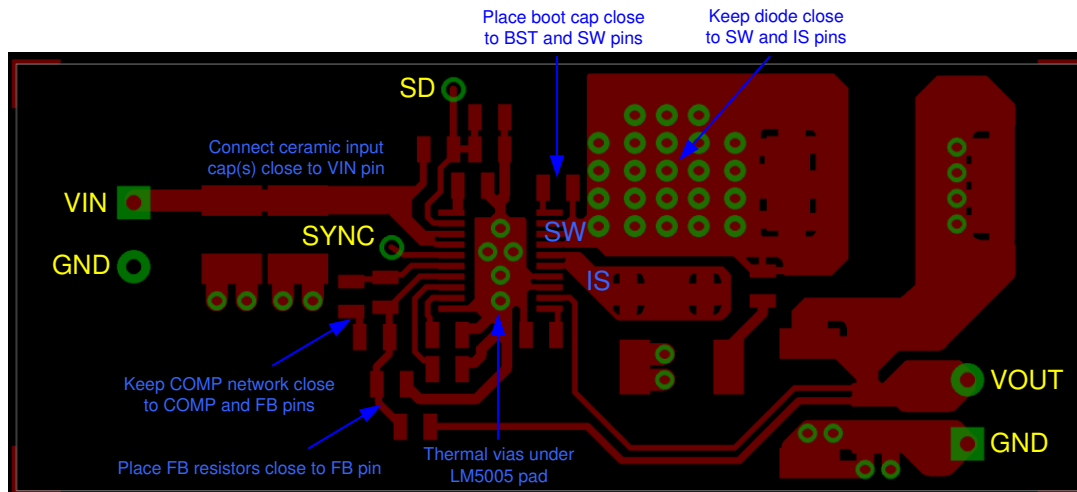 Place boot cap close
to BST and SW pins
Keep diode close
to SW and IS pins
SD
Connect ceramic input
cap(s) close to VIN pin
VIN
SYNC
SW
GND
IS
Keep COMP network close
to COMP and FB pins
VOUT
GND
Place FB resistors close to FB pin
Thermal vias under
LM5005 pad